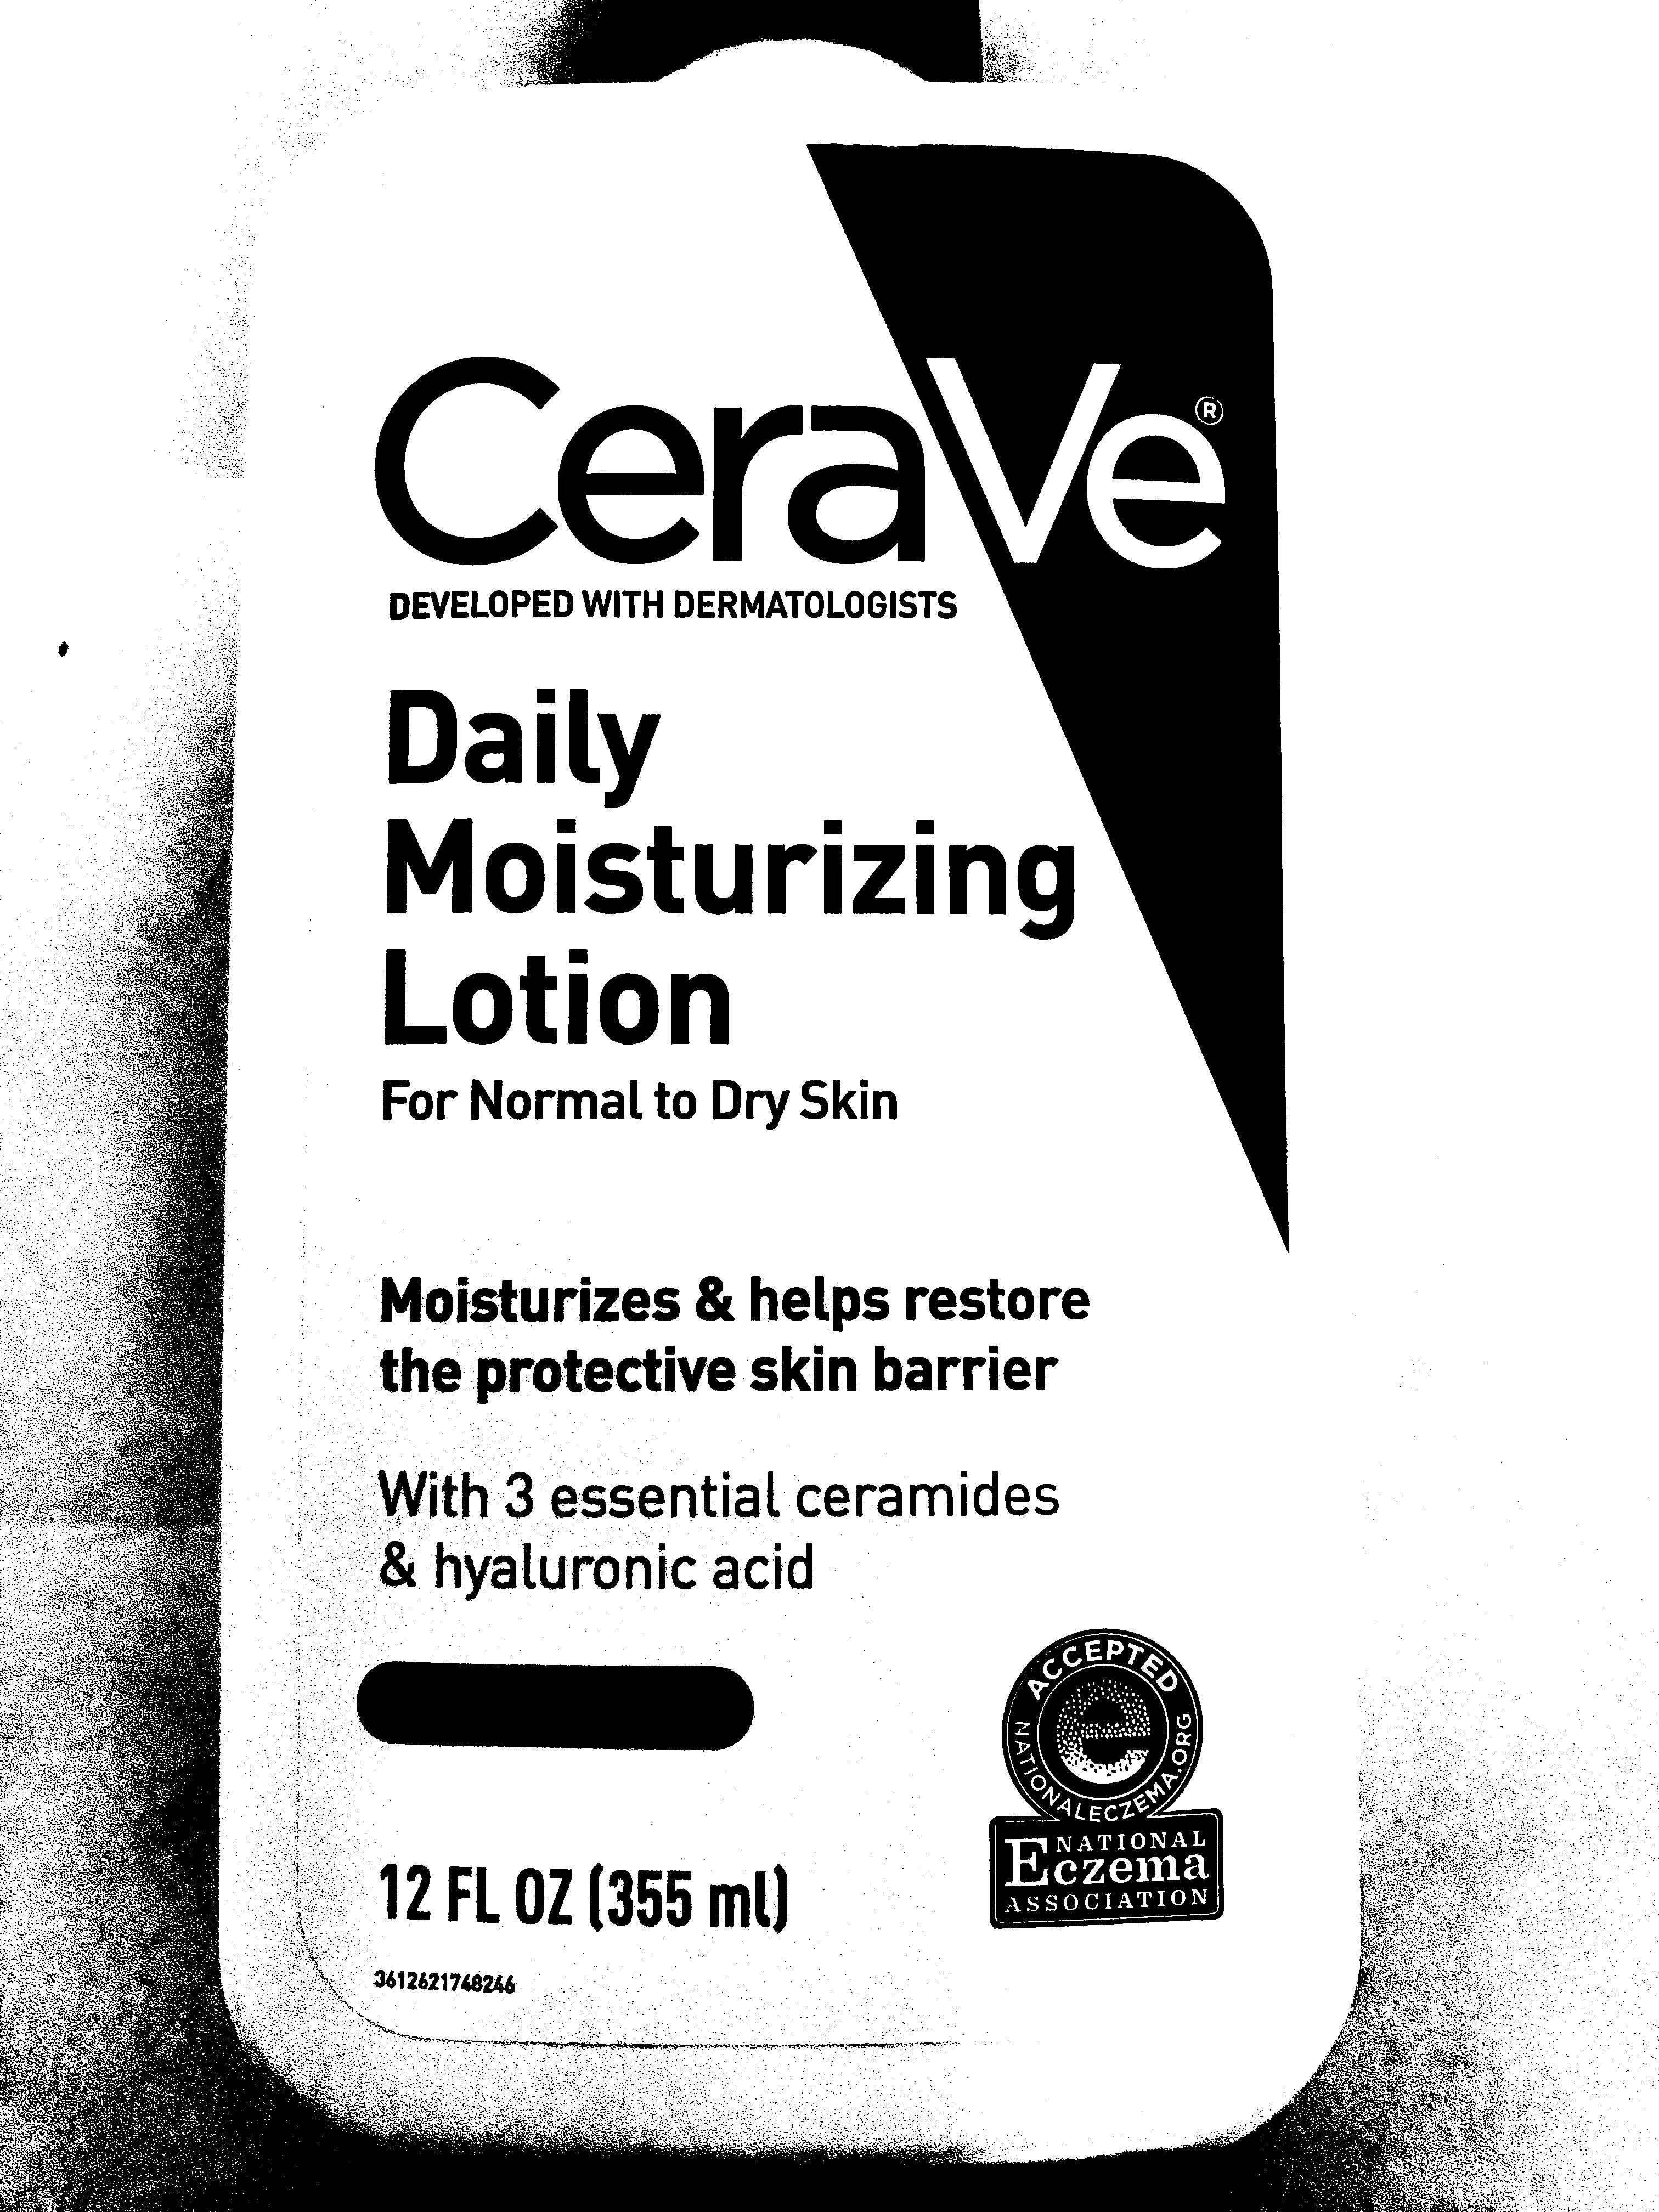 CeraVe®
DEVELOPED WITH DERMATOLOGISTS
Daily
Moisturizing
Lotion
For Normal to Dry Skin
Moisturizes & helps restore
the protective skin barrier
With 3 essential ceramides
& hyaluronic acid
ACCEPTED
NATIONALECZEMA.ORG
e
NATIONAL
Eczema
ASSOCIATION
12 FL OZ (355 ml)
3612621748246